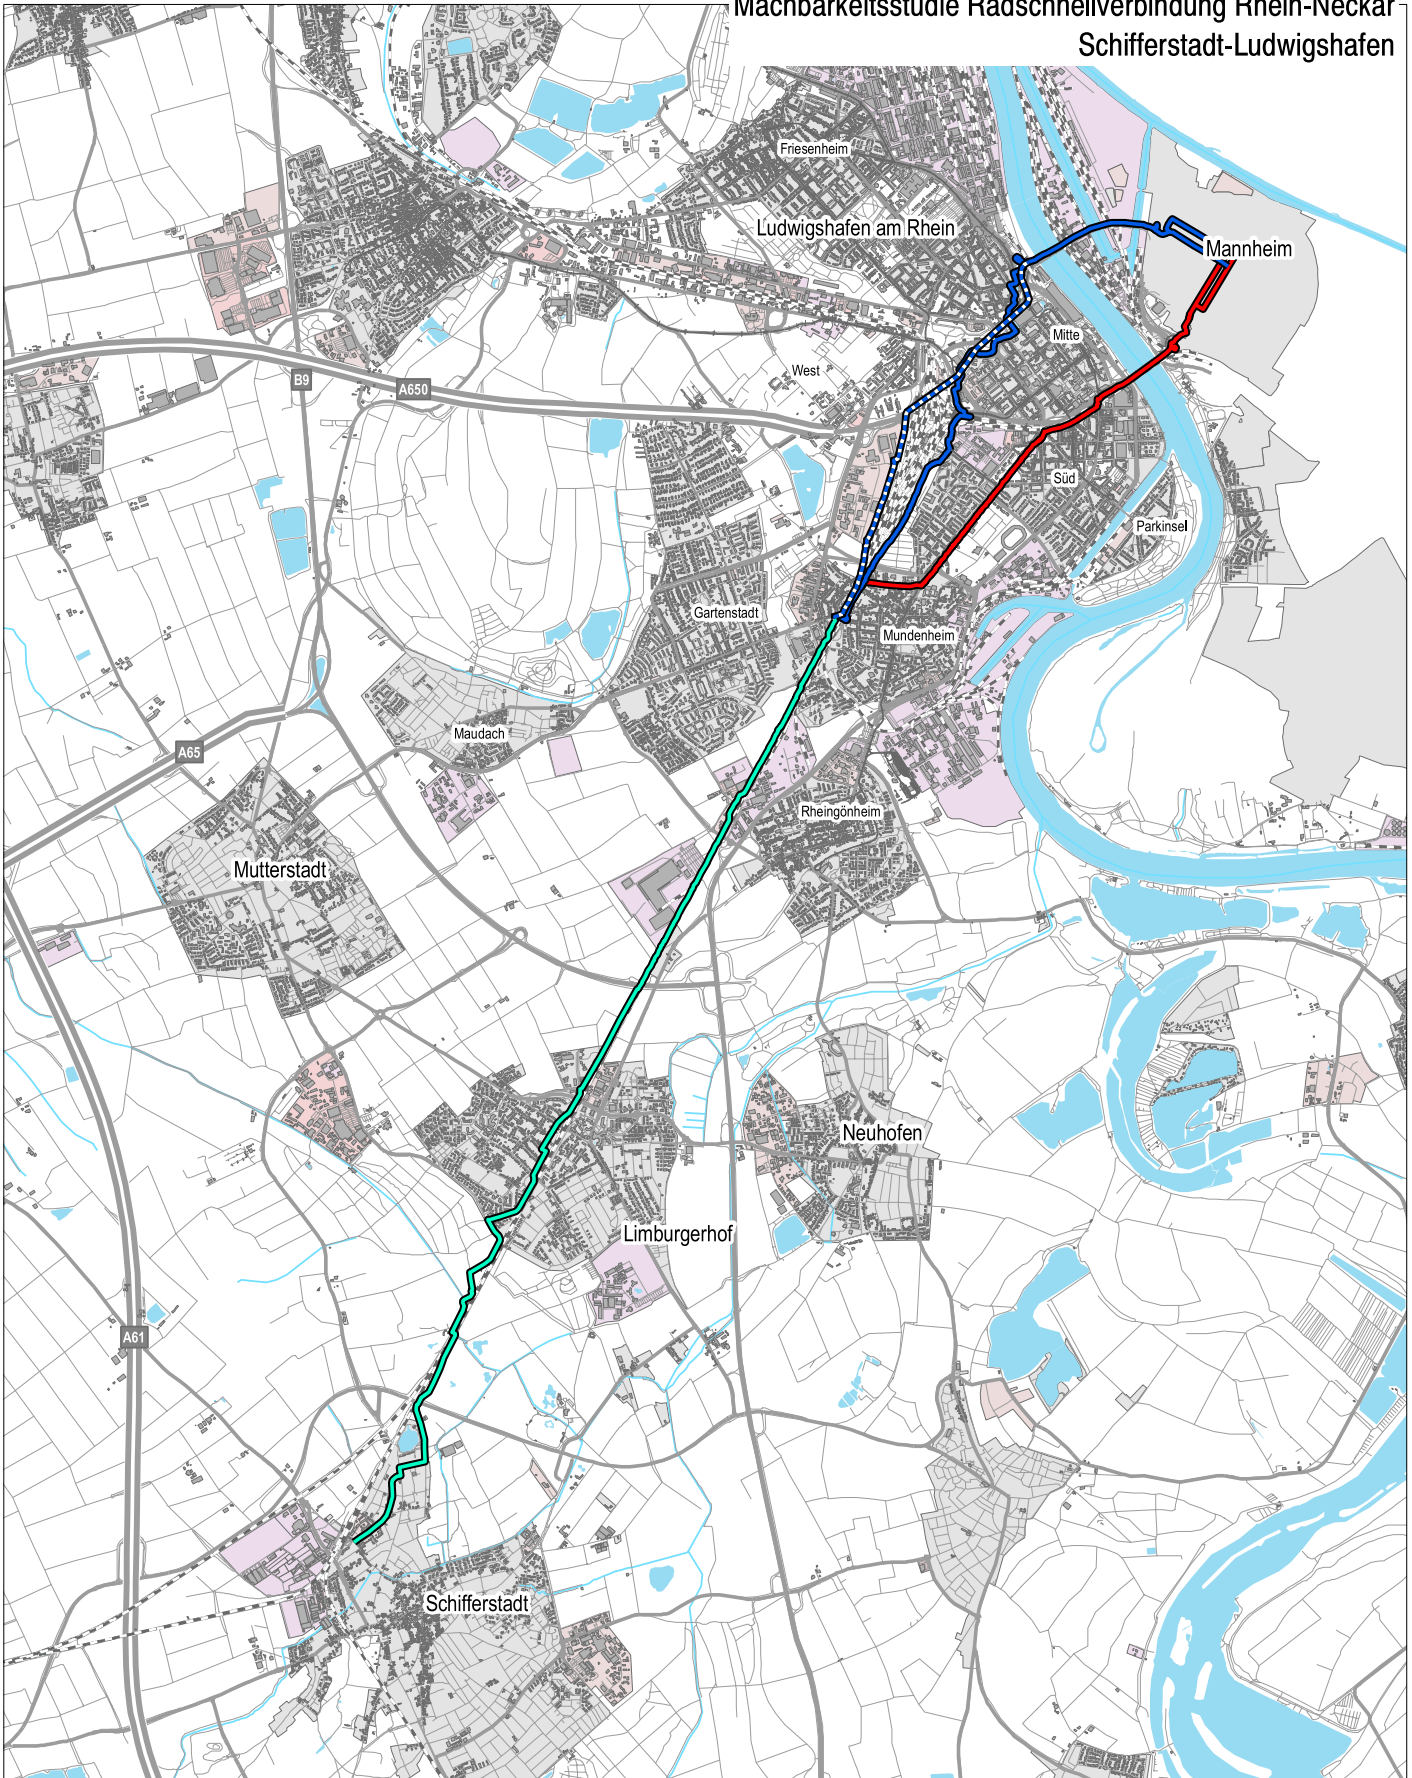 Machbarkeitsstudie Radschnellverbindung Rhein-Neckar
Schifferstadt-Ludwigshafen
Friesenheim
Ludwigshafen am Rhein
Mannheim
Mitte
West
B9
A650
Süd
Parkinsel
Gartenstadt
Mundenheim
Maudach
A65
Rheingönheim
Mutterstadt
Neuhofen
Limburgerhof
A61
Schifferstadt